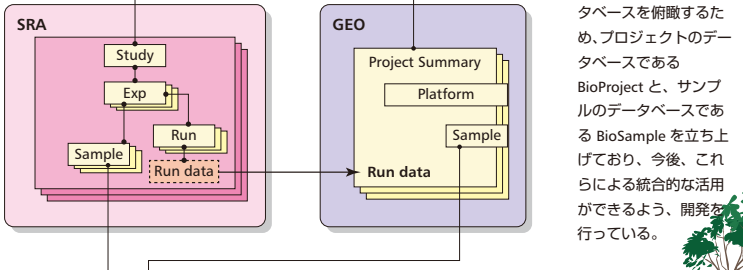 SRA
Study
Exp
Run
Sample
Run data
GEO
Project Summary
Platform
Sample
Run data
タベースを俯瞰するた
め、プロジェクトのデー
タベースである
BioProject と、サンプ
ルのデータベースであ
る BioSample を立ち上
げており、今後、これ
らによる統合的な活用
ができるよう、開発を
行っている。